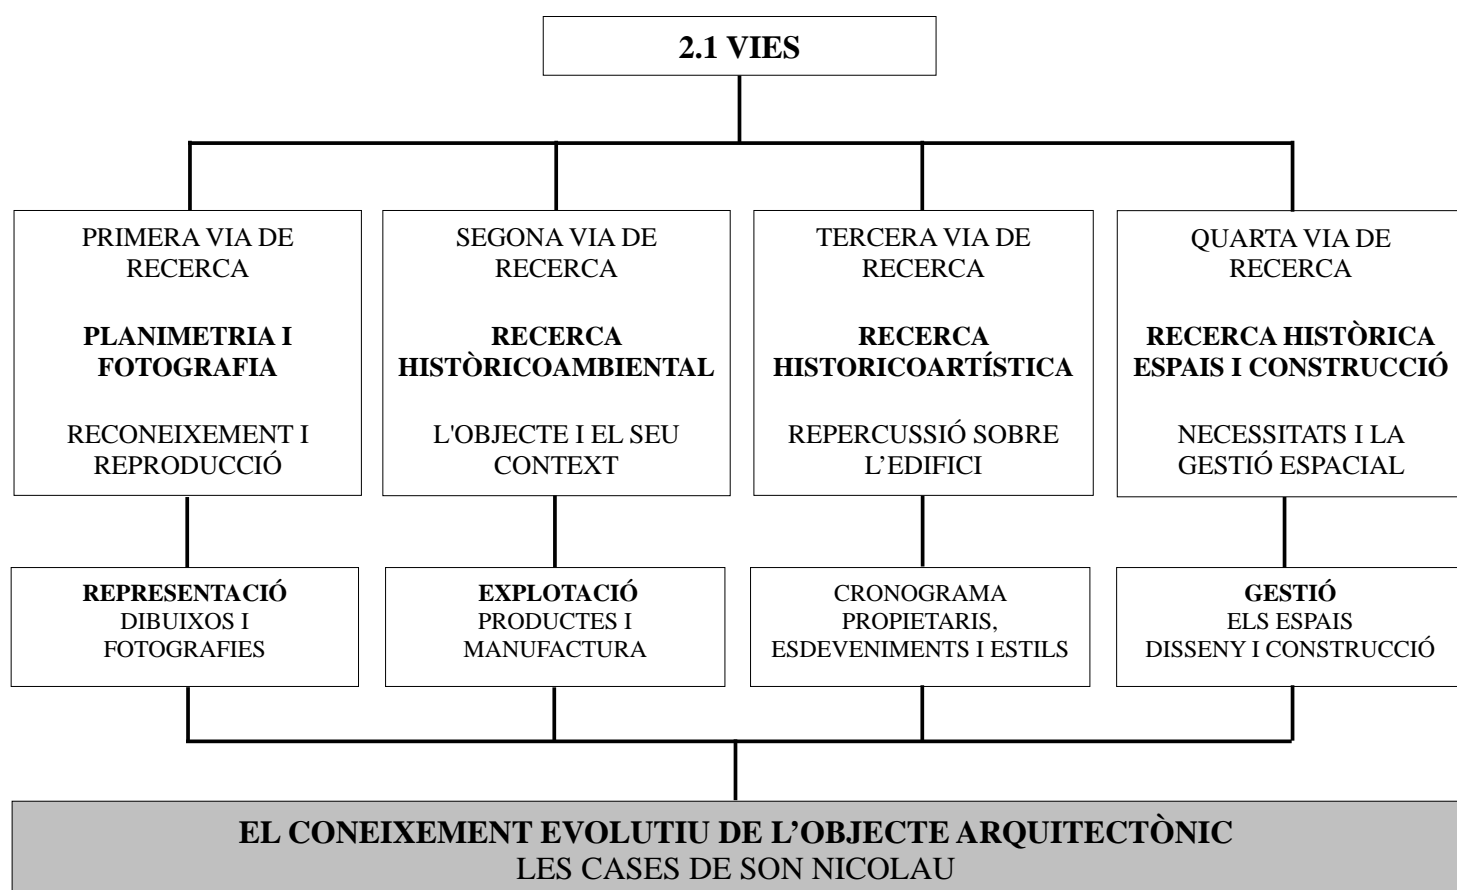 2.1 VIES
PRIMERA VIA DE
RECERCA
PLANIMETRIA I
FOTOGRAFIA
RECONEIXEMENT I
REPRODUCCIÓ
SEGONA VIA DE
RECERCA
RECERCA
HISTÒRICOAMBIENTAL
L'OBJECTE I EL SEU
CONTEXT
TERCERA VIA DE
RECERCA
RECERCA
HISTORICOARTÍSTICA
REPERCUSSIÓ SOBRE
L’EDIFICI
QUARTA VIA DE
RECERCA
RECERCA HISTÒRICA
ESPAIS I CONSTRUCCIÓ
NECESSITATS I LA
GESTIÓ ESPACIAL
REPRESENTACIÓ
DIBUIXOS I
FOTOGRAFIES
EXPLOTACIÓ
PRODUCTES I
MANUFACTURA
CRONOGRAMA
PROPIETARIS,
ESDEVENIMENTS I ESTILS
GESTIÓ
ELS ESPAIS
DISSENY I CONSTRUCCIÓ
EL CONEIXEMENT EVOLUTIU DE L’OBJECTE ARQUITECTÒNIC
LES CASES DE SON NICOLAU